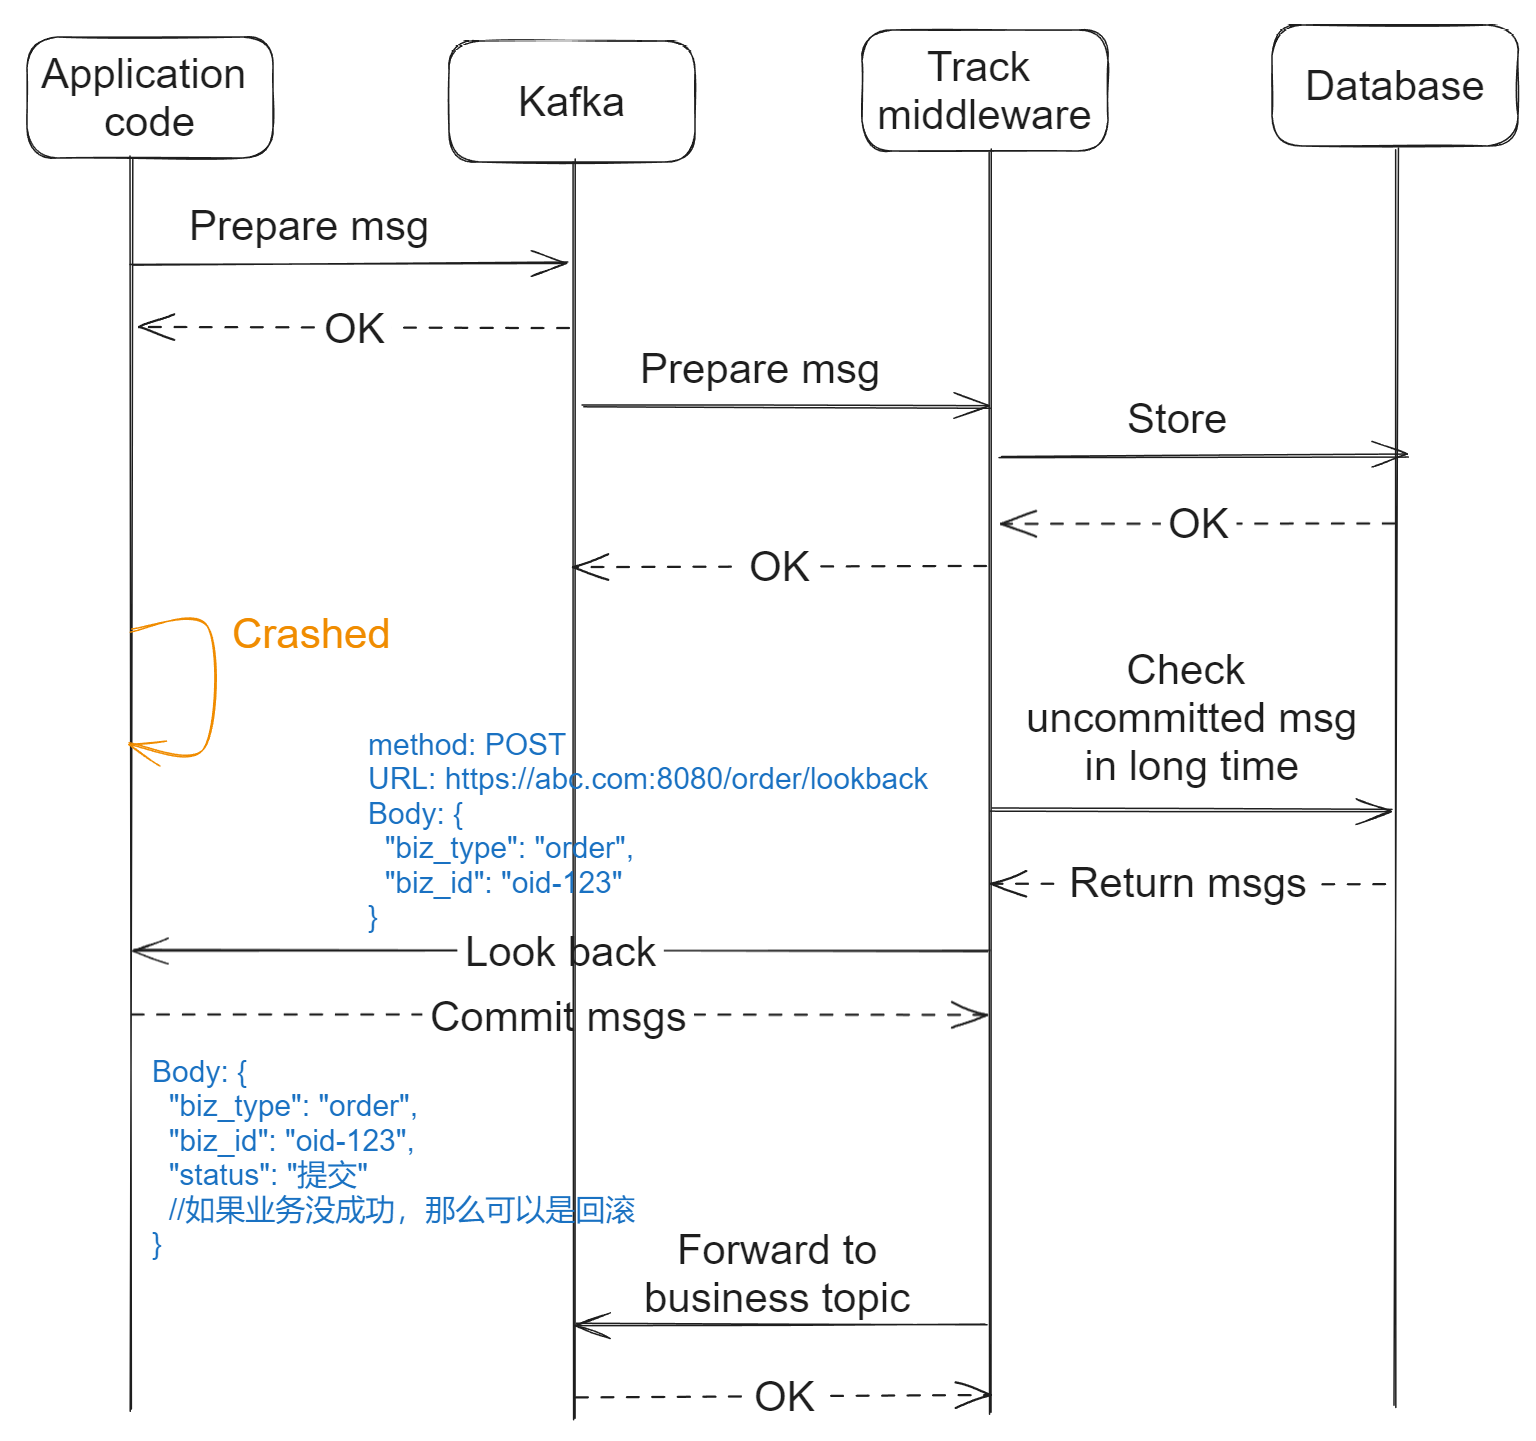 Application
code
Kafka
Track
middleware
Database
Prepare msg
OK
Prepare msg
Store
OK
OK
Crashed
Check
uncommitted msg
in long time
method: POST
URL: https://abc.com:8080/order/lookback
Body: {
"biz_type": "order",
"biz_id": "oid-123"
}
Return msgs
Look back
Commit msgs
Body: {
"biz_type": "order",
"biz_id": "oid-123",
"status": "提交"
//如果业务没成功，那么可以是回滚
}
Forward to
business topic
OK